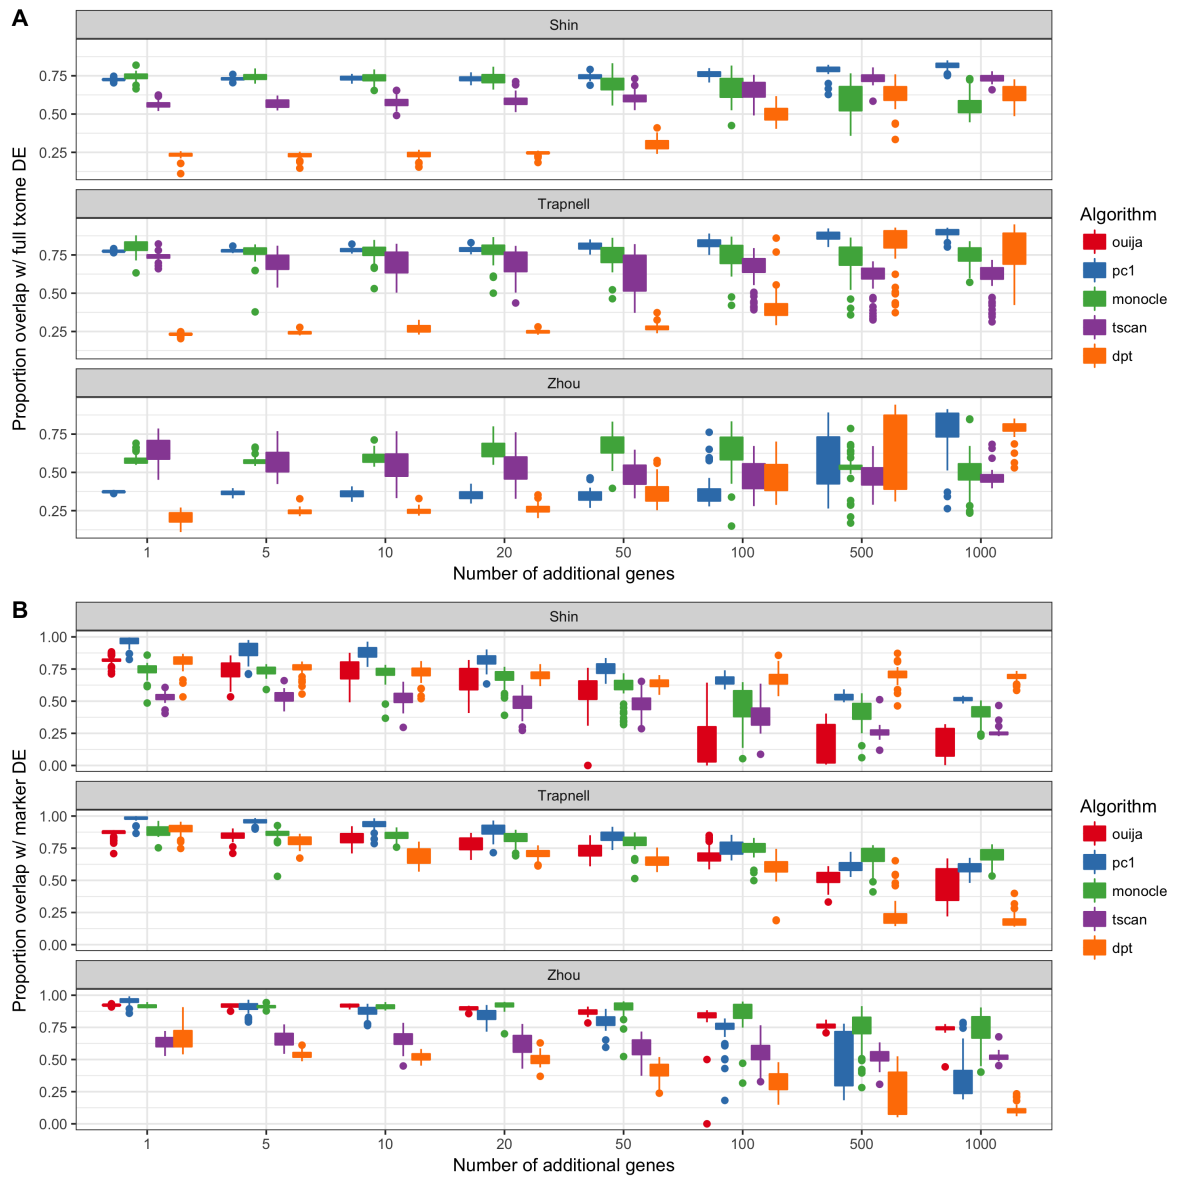 A
Shin
0.75
0.50
0.25
Trapnell
0.75
0.50
0.25
Zhou
0.75
0.50
0.25
Proportion overlap w/ full txome DE
1 5 10 20 50 100 500 1000
Number of additional genes
Algorithm
ouija
pc1
monocle
tscan
dpt
B
Shin
1.00
0.75
0.50
0.25
0.00
Trapnell
1.00
0.75
0.50
0.25
0.00
Zhou
1.00
0.75
0.50
0.25
0.00
Proportion overlap w/ marker DE
1 5 10 20 50 100 500 1000
Number of additional genes
Algorithm
ouija
pc1
monocle
tscan
dpt